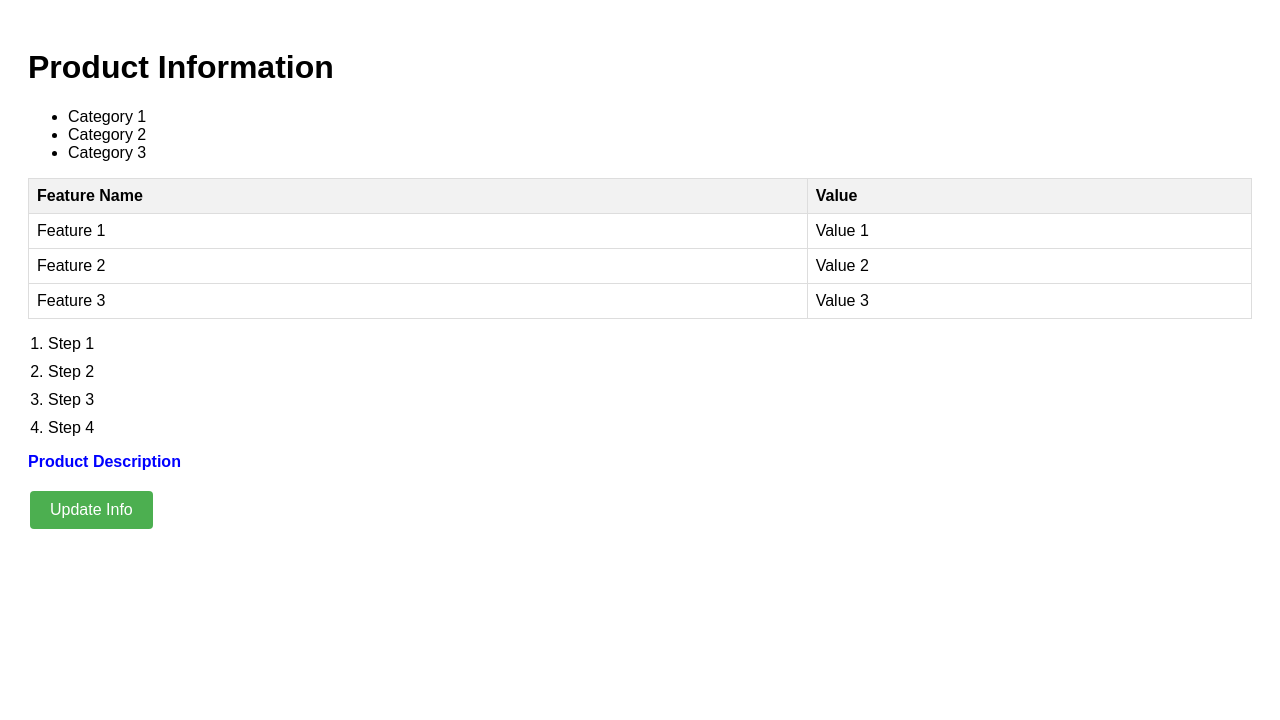 Product Information
• Category 1
• Category 2
• Category 3
Feature Name Value
Feature 1 Value 1
Feature 2 Value 2
Feature 3 Value 3
1. Step 1
2. Step 2
3. Step 3
4. Step 4
Product Description
Update Info